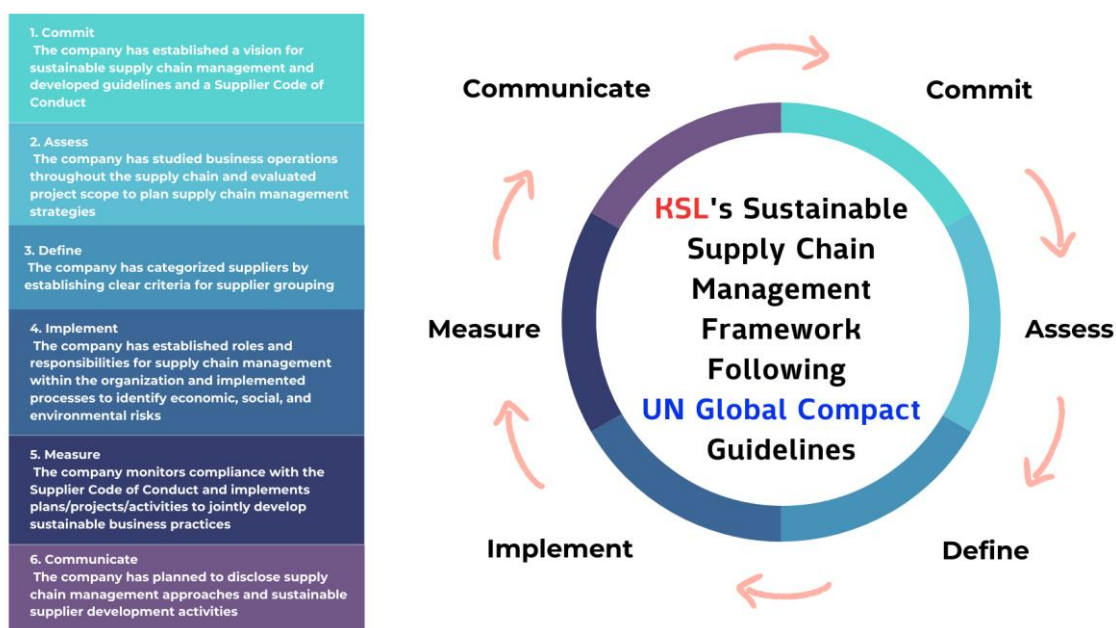 1. Commit
The company has established a vision for
sustainable supply chain management and
developed guidelines and a Supplier Code of
Conduct
2. Assess
The company has studied business operations
throughout the supply chain and evaluated
project scope to plan supply chain management
strategies
3. Define
The company has categorized suppliers by
establishing clear criteria for supplier grouping
4. Implement
The company has established roles and
responsibilities for supply chain management
within the organization and implemented
processes to identify economic, social, and
environmental risks
5. Measure
The company monitors compliance with the
Supplier Code of Conduct and implements
plans/projects/activities to jointly develop
sustainable business practices
6. Communicate
The company has planned to disclose supply
chain management approaches and sustainable
supplier development activities
Communicate
Commit
Measure
Assess
Implement
Define
KSL's Sustainable
Supply Chain
Management
Framework
Following
UN Global Compact
Guidelines